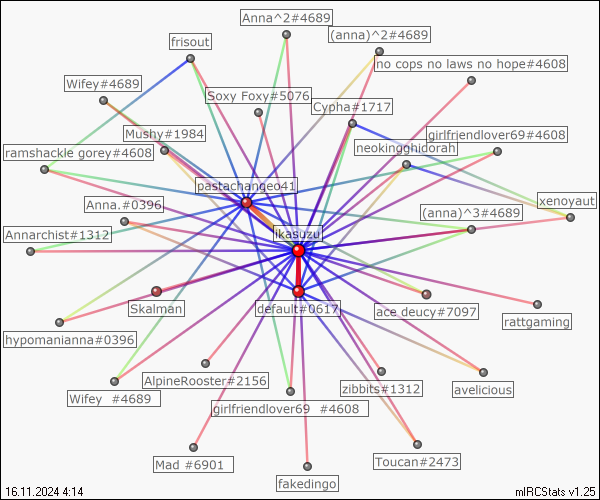 Anna^2#4689
(anna)^2#4689
frisout
no cops no laws no hope#4608
Wifey#4689
Soxy Foxy#5076
Cypha#1717
Mushy#1984
girlfriendlover69#4608
neokingghidorah
ramshackle gorey#4608
pastachangeo41
xenoyaut
Anna.#0396
(anna)^3#4689
Annarchist#1312
ikasuzu
Skalman
default#0617
ace deucy#7097
rattgaming
hypomanianna#0396
AlpineRooster#2156
zibbits#1312
avelicious
Wifey #4689
girlfriendlover69 #4608
Mad #6901
Toucan#2473
fakedingo
16.11.2024 4:14
mIRCStats v1.25